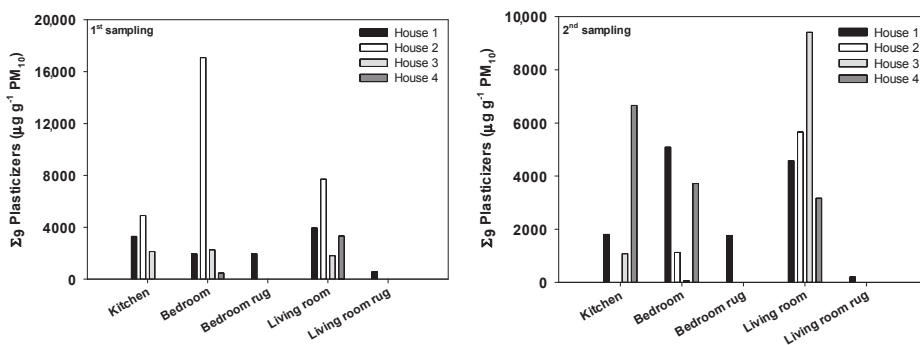 1st sampling
House 1
House 2
House 3
House 4
Σ9 Plasticizers (µg g-1 PM10)
20,000
16,000
12,000
8000
4000
0
Kitchen
Bedroom
Bedroom rug
Living room
Living room rug
2nd sampling
House 1
House 2
House 3
House 4
Σ9 Plasticizers (µg g-1 PM10)
10,000
8000
6000
4000
2000
0
Kitchen
Bedroom
Bedroom rug
Living room
Living room rug